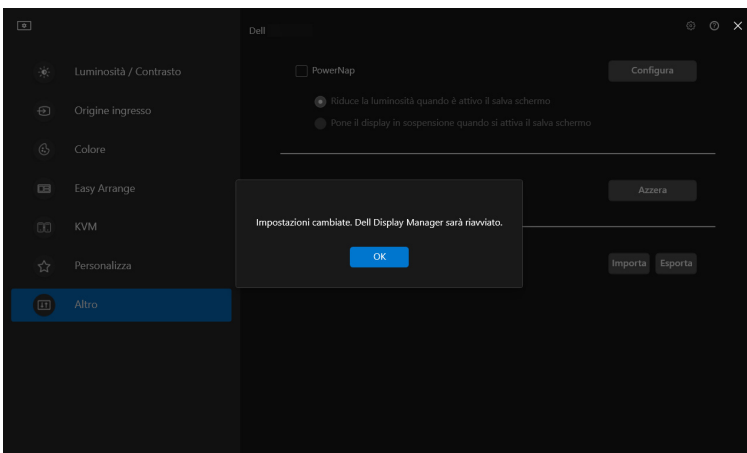 Dell
Luminosità / Contrasto
Origine ingresso
Colore
Easy Arrange
KVM
Personalizza
Altro
PowerNap
Configura
Riduce la luminosità quando è attivo il salva schermo
Pone il display in sospensione quando si attiva il salva schermo
Azzera
Impostazioni cambiate. Dell Display Manager sarà riavviato.
OK
Importa Esporta